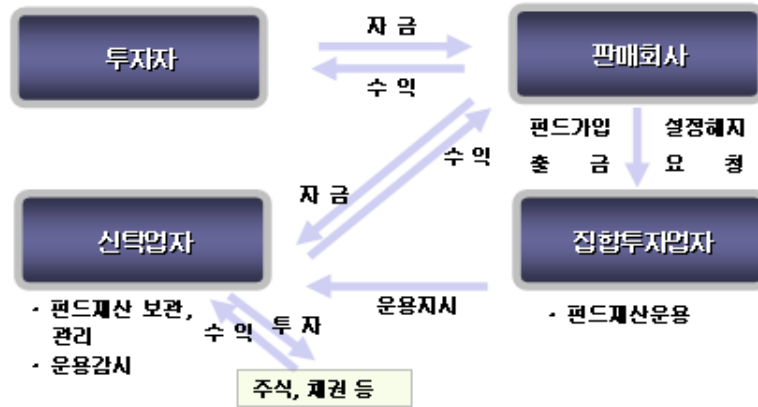 자 금
투자자
판매회사
수 익
펀드가입 설정해지
수 익
출 금 요 청
자 금
신탁업자
집합투자업자
운용지시
· 펀드재산 보관,
관리
· 운용감시
수 익 투 자
· 펀드재산운용
주식, 채권 등